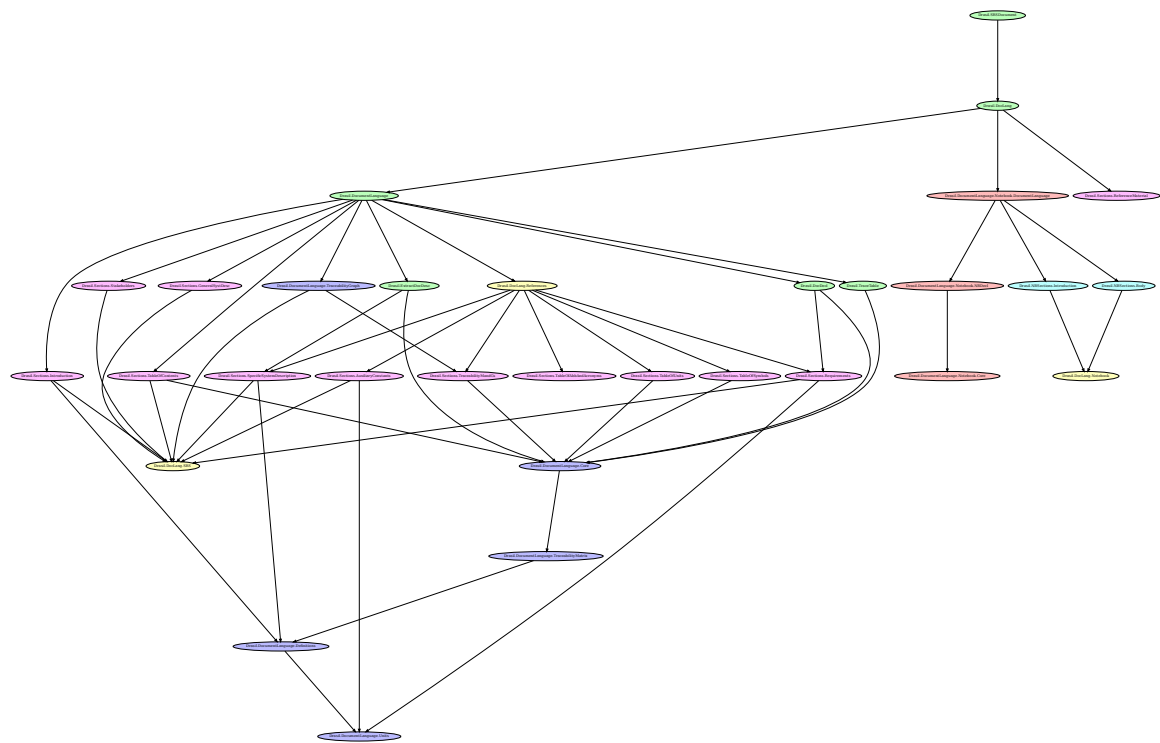 Drasil.SRSDocument
Drasil.DocLang
Drasil.DocumentLanguage
Drasil.DocumentLanguage.Notebook.DocumentLanguage
Drasil.Sections.ReferenceMaterial
Drasil.Sections.Stakeholders
Drasil.Sections.GeneralSystDesc
Drasil.DocumentLanguage.TraceabilityGraph
Drasil.ExtractDocDesc
Drasil.DocLang.References
Drasil.DocDecl
Drasil.TraceTable
Drasil.DocumentLanguage.Notebook.NBDecl
Drasil.NBSections.Introduction
Drasil.NBSections.Body
Drasil.Sections.Introduction
Drasil.Sections.TableOfContents
Drasil.Sections.SpecificSystemDescription
Drasil.Sections.AuxiliaryConstants
Drasil.Sections.TraceabilityMandGs
Drasil.Sections.TableOfAbbAndAcronyms
Drasil.Sections.TableOfUnits
Drasil.Sections.TableOfSymbols
Drasil.Sections.Requirements
Drasil.DocumentLanguage.Notebook.Core
Drasil.DocLang.Notebook
Drasil.DocLang.SRS
Drasil.DocumentLanguage.Core
Drasil.DocumentLanguage.TraceabilityMatrix
Drasil.DocumentLanguage.Definitions
Drasil.DocumentLanguage.Units